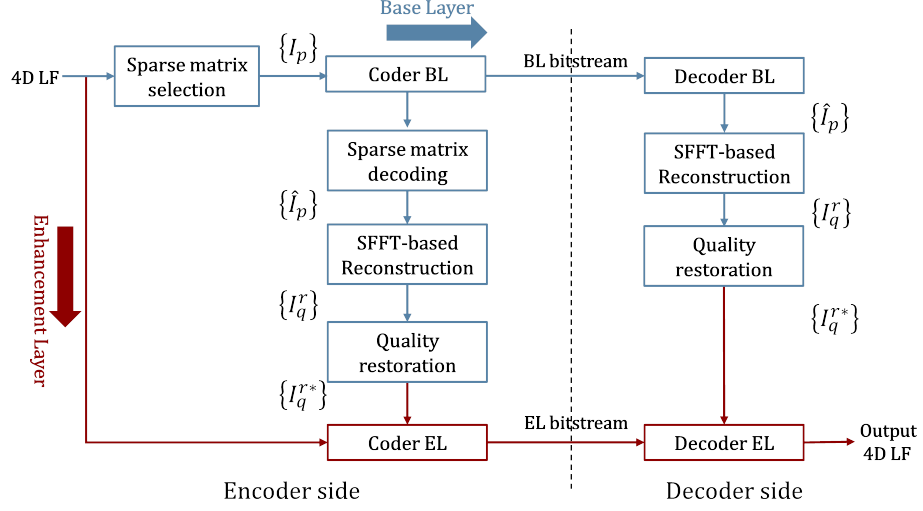 Base Layer
4D LF
Sparse matrix
selection
{I_p}
Coder BL
BL bitstream
Decoder BL
Sparse matrix
decoding
{Î_p}
SFFT-based
Reconstruction
{I_q^r}
Quality
restoration
{I_q^{r*}}
Enhancement Layer
Coder EL
EL bitstream
{Î_p}
SFFT-based
Reconstruction
{I_q^r}
Quality
restoration
{I_q^{r*}}
Decoder EL
Output
4D LF
Encoder side
Decoder side